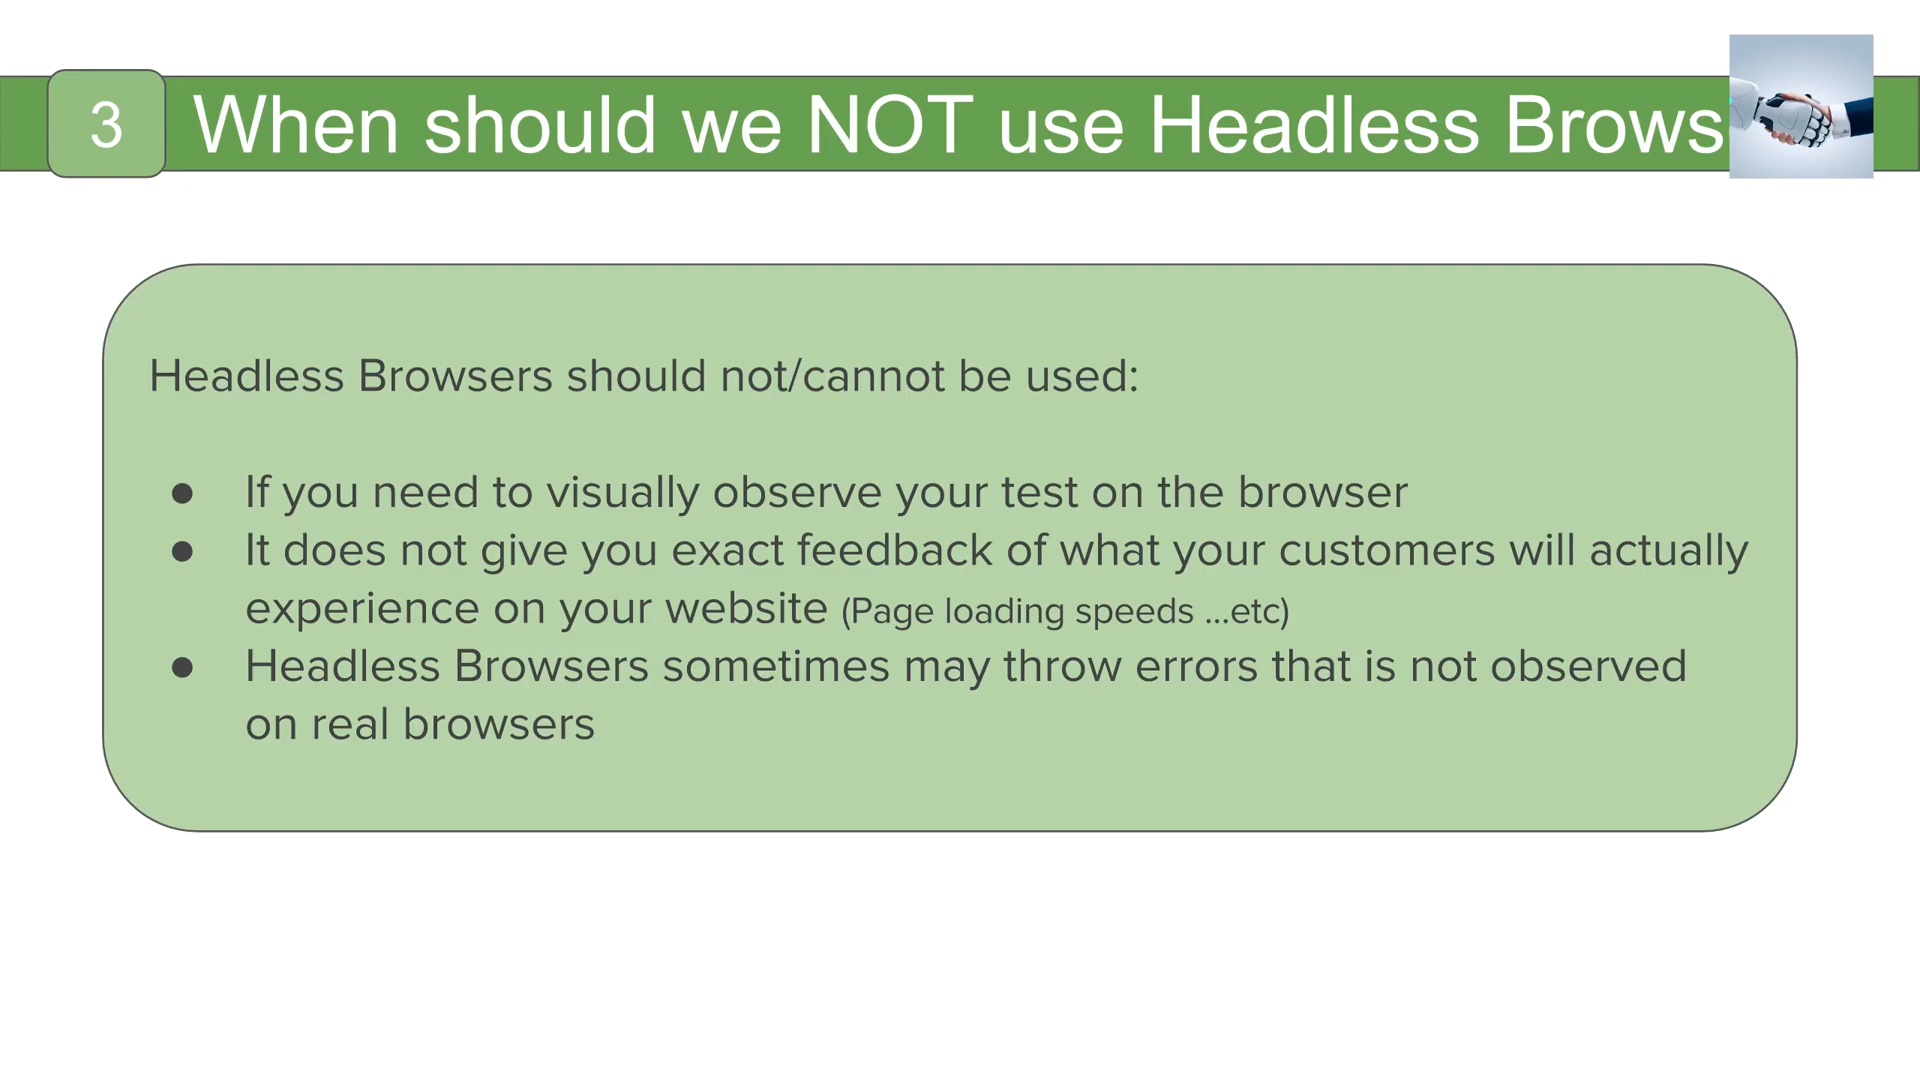 3
When should we NOT use Headless Brows
Headless Browsers should not/cannot be used:
● If you need to visually observe your test on the browser
● It does not give you exact feedback of what your customers will actually
experience on your website (Page loading speeds ...etc)
● Headless Browsers sometimes may throw errors that is not observed
on real browsers